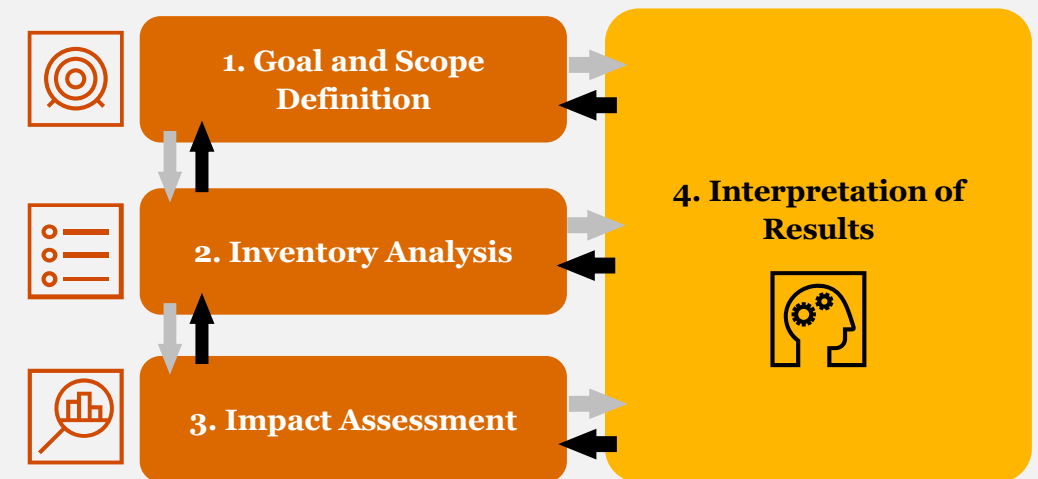 1. Goal and Scope
Definition
2. Inventory Analysis
3. Impact Assessment
4. Interpretation of
Results